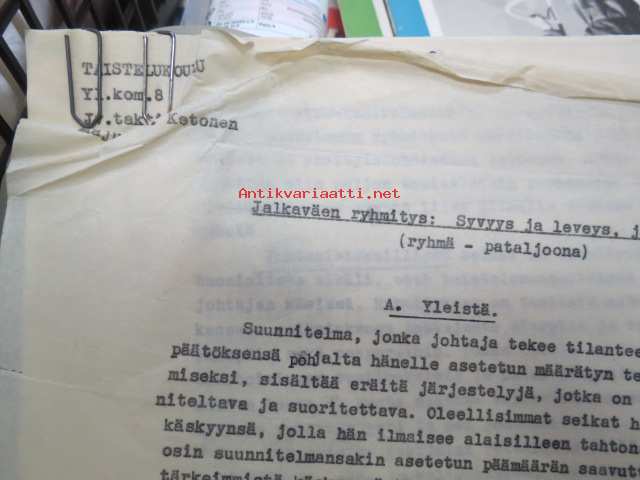 TAISTELUKOULU
Yl.kom.8
J.v.takt. Ketonen
Antikvariaatti.net
Jalkaväen ryhmitys: Syvyys ja leveys, j
(ryhmä - pataljoona)
A. Yleistä.
Suunnitelma, jonka johtaja tekee tilantee
päätöksensä pohjalta hänelle asetetun määrätyn te
miseksi, sisältää eräitä järjestelyjä, jotka on
niteltava ja suoritettava. Oleellisimmat seikat h
käskyynsä, jolla hän ilmaisee alaisilleen tahton
osin suunnitelmansakin asetetun päämäärän saavut
tärkeimmistä